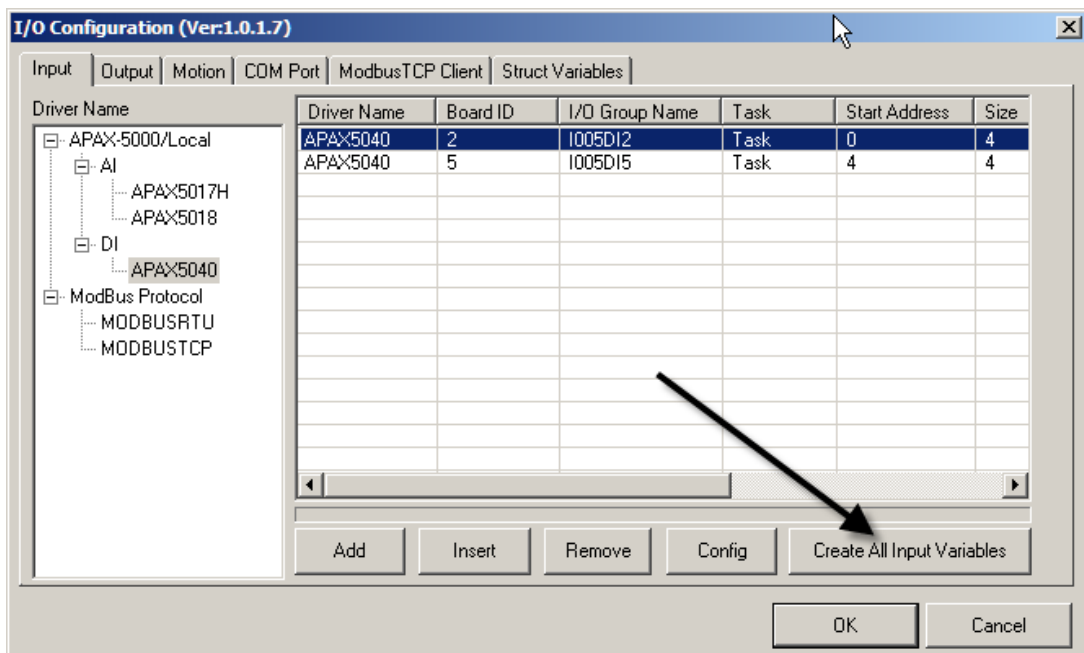 I/O Configuration (Ver:1.0.1.7)
Input Output Motion COM Port ModbusTCP Client Struct Variables
Driver Name
APAX-5000/Local
AI
APAX5017H
APAX5018
DI
APAX5040
ModBus Protocol
MODBUSRTU
MODBUSTCP
Driver Name Board ID I/O Group Name Task Start Address Size
APAX5040 2 I005DI2 Task 0 4
APAX5040 5 I005DI5 Task 4 4
Add Insert Remove Config Create All Input Variables
OK Cancel